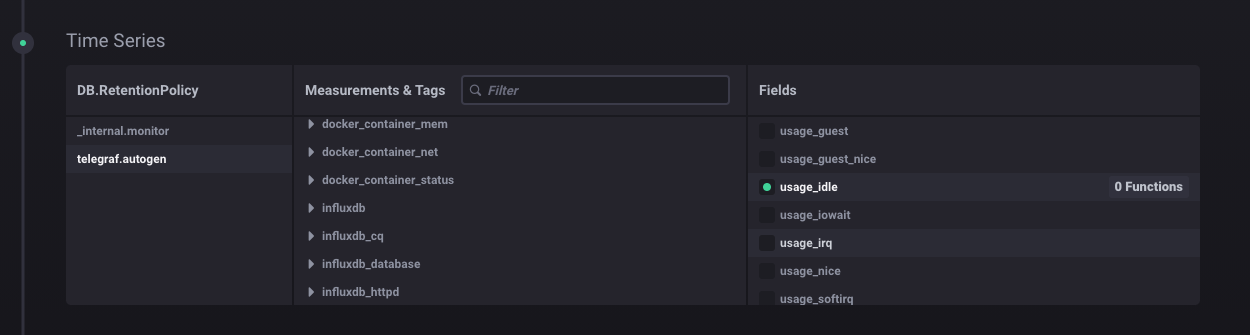 Time Series
DB.RetentionPolicy
_internal.monitor
telegraf.autogen
Measurements & Tags
Filter
docker_container_mem
docker_container_net
docker_container_status
influxdb
influxdb_cq
influxdb_database
influxdb_httpd
Fields
usage_guest
usage_guest_nice
usage_idle 0 Functions
usage_iowait
usage_irq
usage_nice
usage_softirq